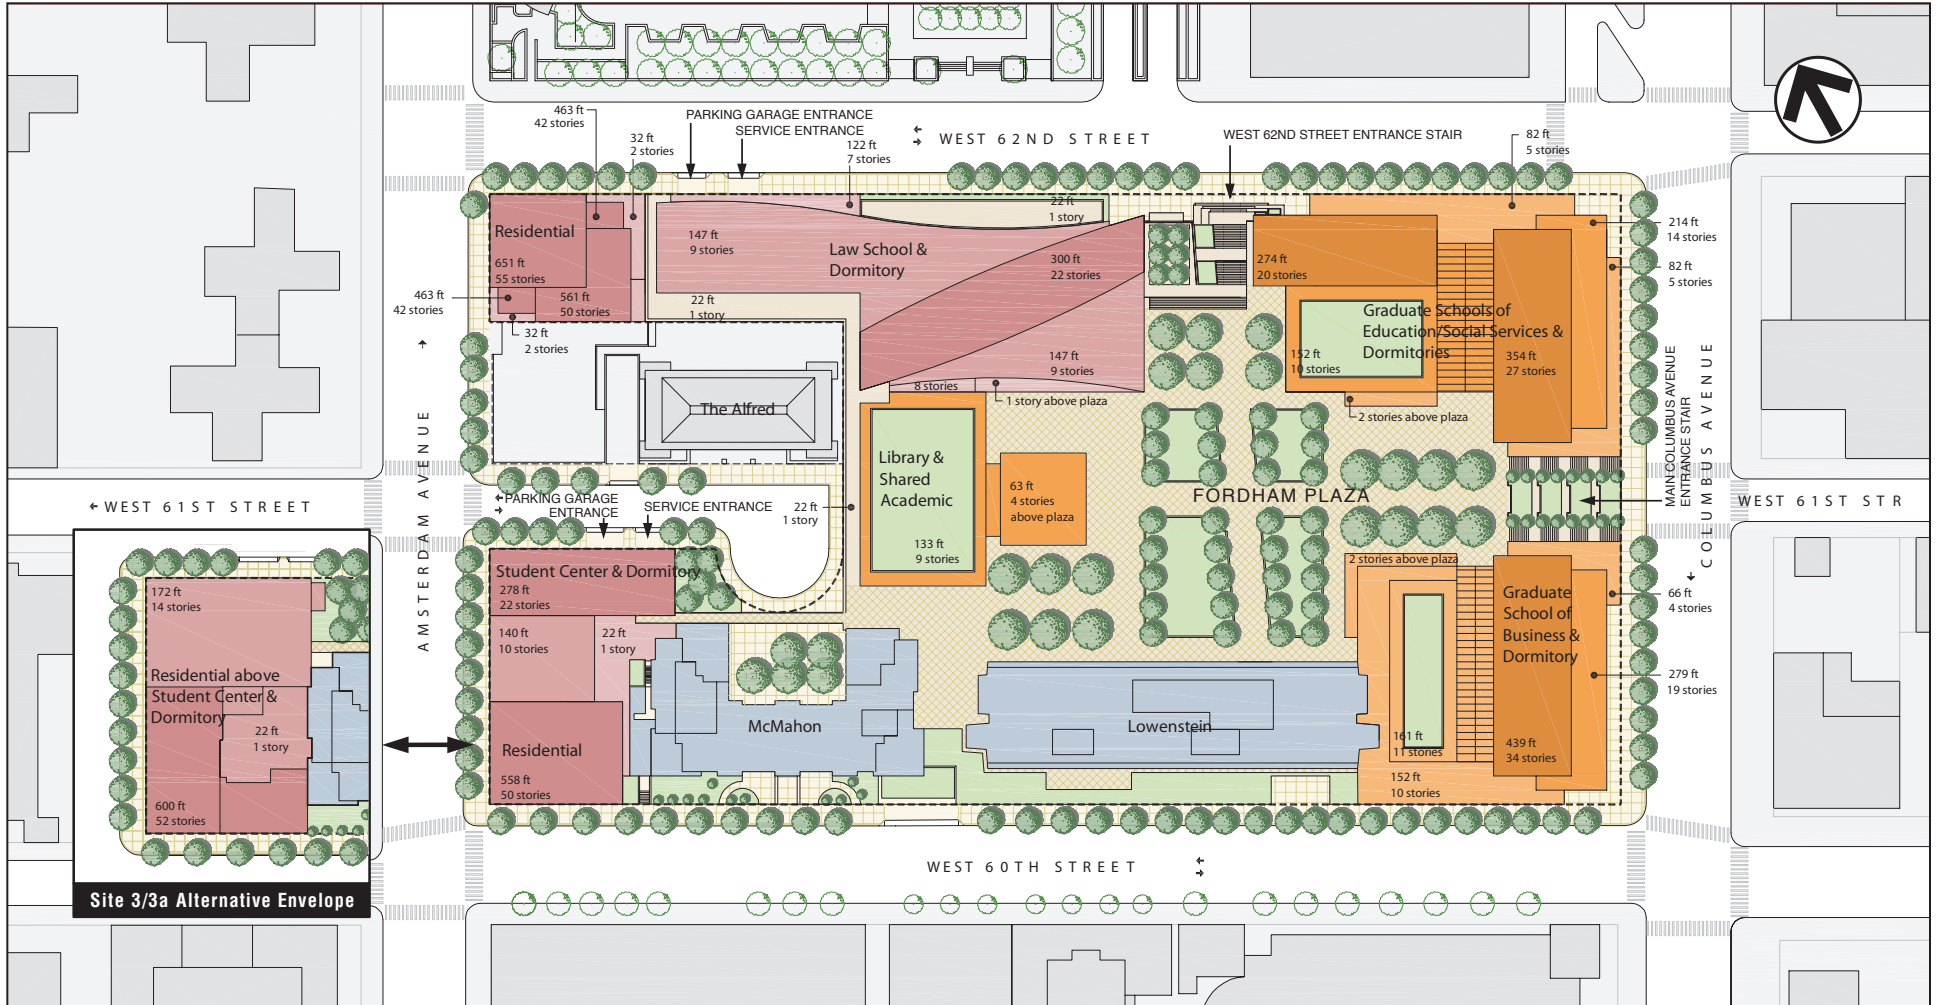 463 ft
42 stories
32 ft
2 stories
PARKING GARAGE ENTRANCE
SERVICE ENTRANCE
122 ft
7 stories
WEST 62ND STREET
WEST 62ND STREET ENTRANCE STAIR
82 ft
5 stories
Residential
651 ft
55 stories
463 ft
42 stories
561 ft
50 stories
32 ft
2 stories
147 ft
9 stories
Law School &
Dormitory
22 ft
1 story
22 ft
1 story
300 ft
22 stories
147 ft
9 stories
8 stories
1 story above plaza
274 ft
20 stories
214 ft
14 stories
82 ft
5 stories
Graduate Schools of
Education/Social Services &
Dormitories
152 ft
10 stories
354 ft
27 stories
2 stories above plaza
The Alfred
Library &
Shared
Academic
133 ft
9 stories
63 ft
4 stories
above plaza
FORDHAM PLAZA
MAIN COLUMBUS AVENUE
ENTRANCE STAIR
COLUMBUS AVENUE
AMSTERDAM AVENUE
WEST 61ST STREET
WEST 61ST STR
PARKING GARAGE
ENTRANCE
SERVICE ENTRANCE
22 ft
1 story
Student Center & Dormitory
278 ft
22 stories
140 ft
10 stories
22 ft
1 story
Residential
558 ft
50 stories
McMahon
Lowenstein
2 stories above plaza
Graduate
School of
Business &
Dormitory
66 ft
4 stories
279 ft
19 stories
161 ft
11 stories
439 ft
34 stories
152 ft
10 stories
172 ft
14 stories
Residential above
Student Center &
Dormitory
22 ft
1 story
600 ft
52 stories
Site 3/3a Alternative Envelope
WEST 60TH STREET